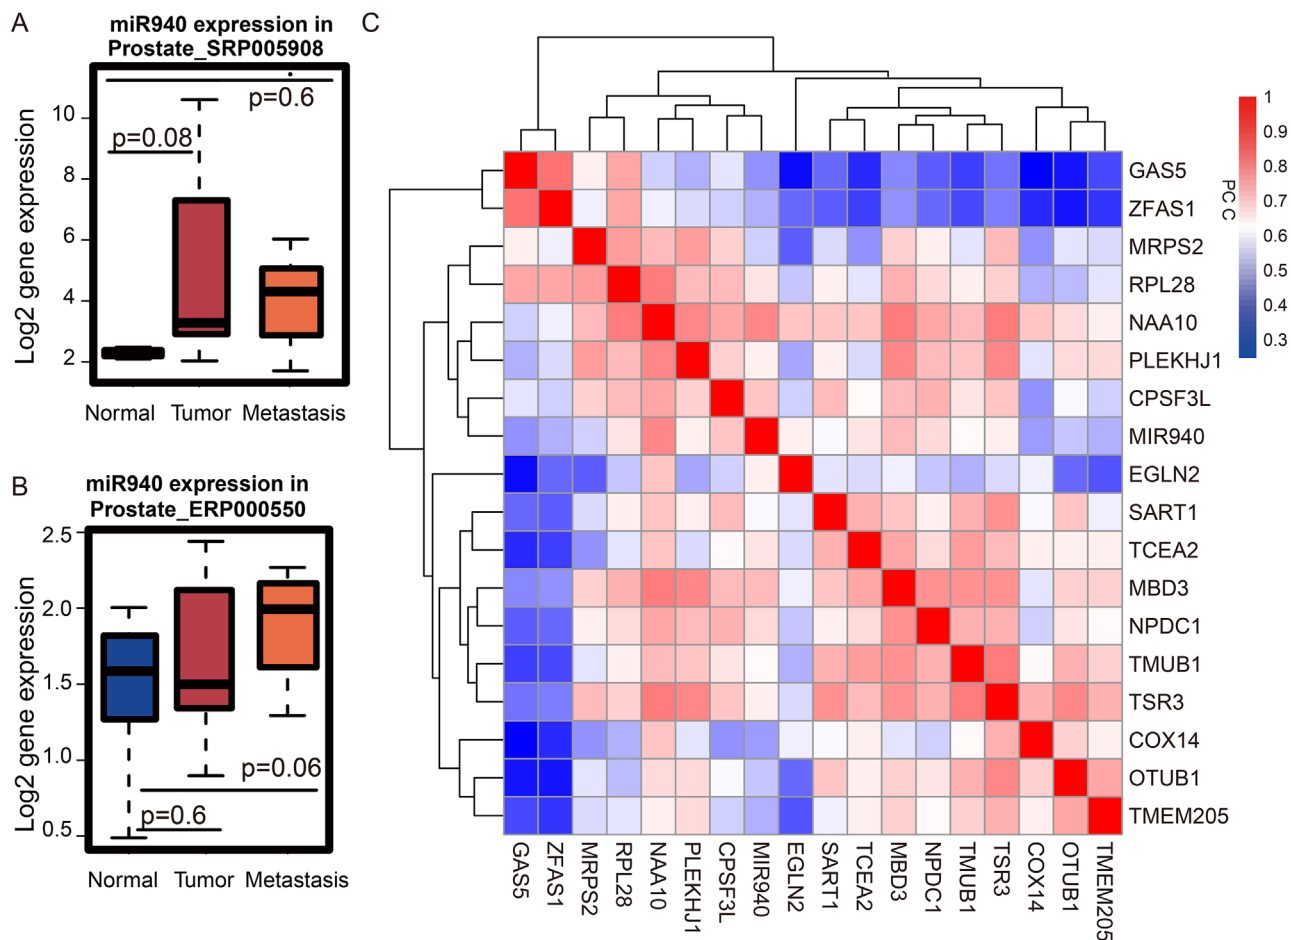 A
miR940 expression in
Prostate_SRP005908
Log2 gene expression
10
8
6
4
2
p=0.08
p=0.6
Normal Tumor Metastasis
B
miR940 expression in
Prostate_ERP000550
Log2 gene expression
2.5
2.0
1.5
1.0
0.5
p=0.06
p=0.6
Normal Tumor Metastasis
C
GAS5
ZFAS1
MRPS2
RPL28
NAA10
PLEKHJ1
CPSF3L
MIR940
EGLN2
SART1
TCEA2
MBD3
NPDC1
TMUB1
TSR3
COX14
OTUB1
TMEM205
GAS5
ZFAS1
MRPS2
RPL28
NAA10
PLEKHJ1
CPSF3L
MIR940
EGLN2
SART1
TCEA2
MBD3
NPDC1
TMUB1
TSR3
COX14
OTUB1
TMEM205
PC C
1
0.9
0.8
0.7
0.6
0.5
0.4
0.3